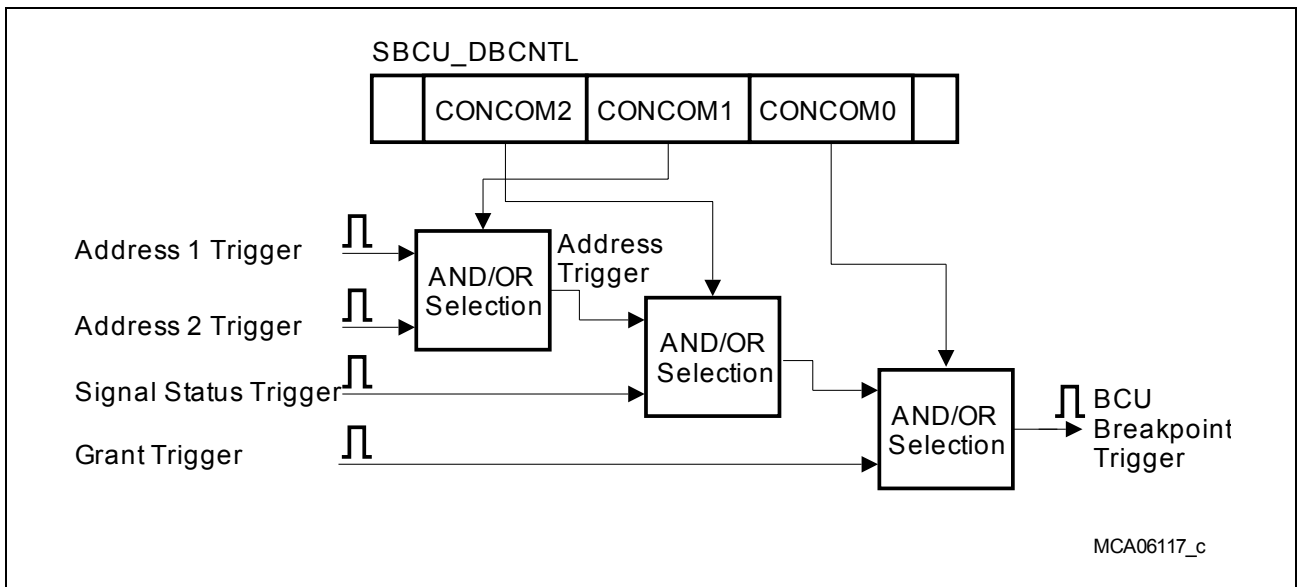 SBCU_DBCNTL
CONCOM2
CONCOM1
CONCOM0
Address 1 Trigger
Address 2 Trigger
Signal Status Trigger
Grant Trigger
AND/OR
Selection
Address
Trigger
AND/OR
Selection
AND/OR
Selection
BCU
Breakpoint
Trigger
MCA06117_c